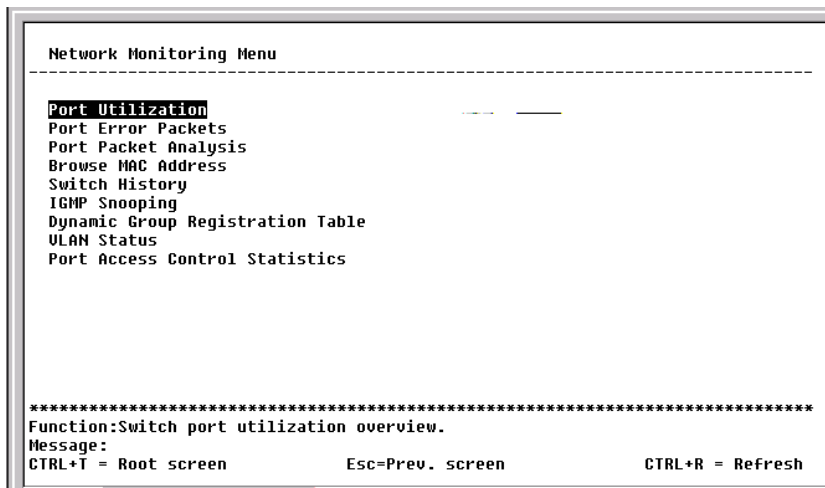 Network Monitoring Menu
--------------------------------------------------------------------------------
Port Utilization
Port Error Packets
Port Packet Analysis
Browse MAC Address
Switch History
IGMP Snooping
Dynamic Group Registration Table
VLAN Status
Port Access Control Statistics
********************************************************************************
Function:Switch port utilization overview.
Message:
CTRL+T = Root screen Esc=Prev. screen CTRL+R = Refresh